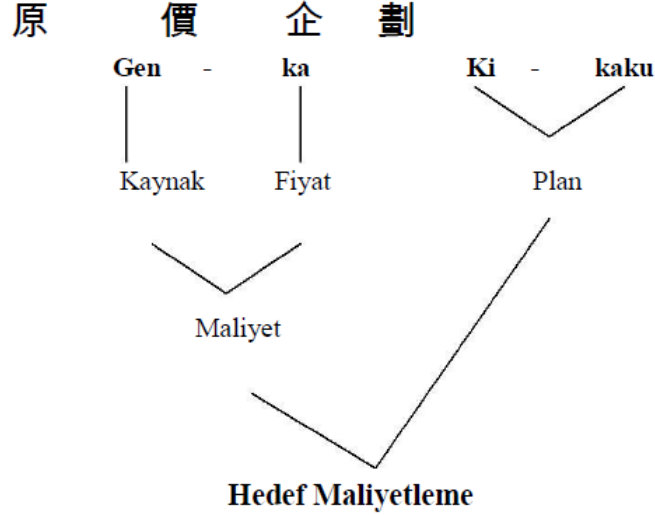 原 價 企 劃
Gen - ka Ki - kaku
Kaynak Fiyat Plan
Maliyet
Hedef Maliyetleme